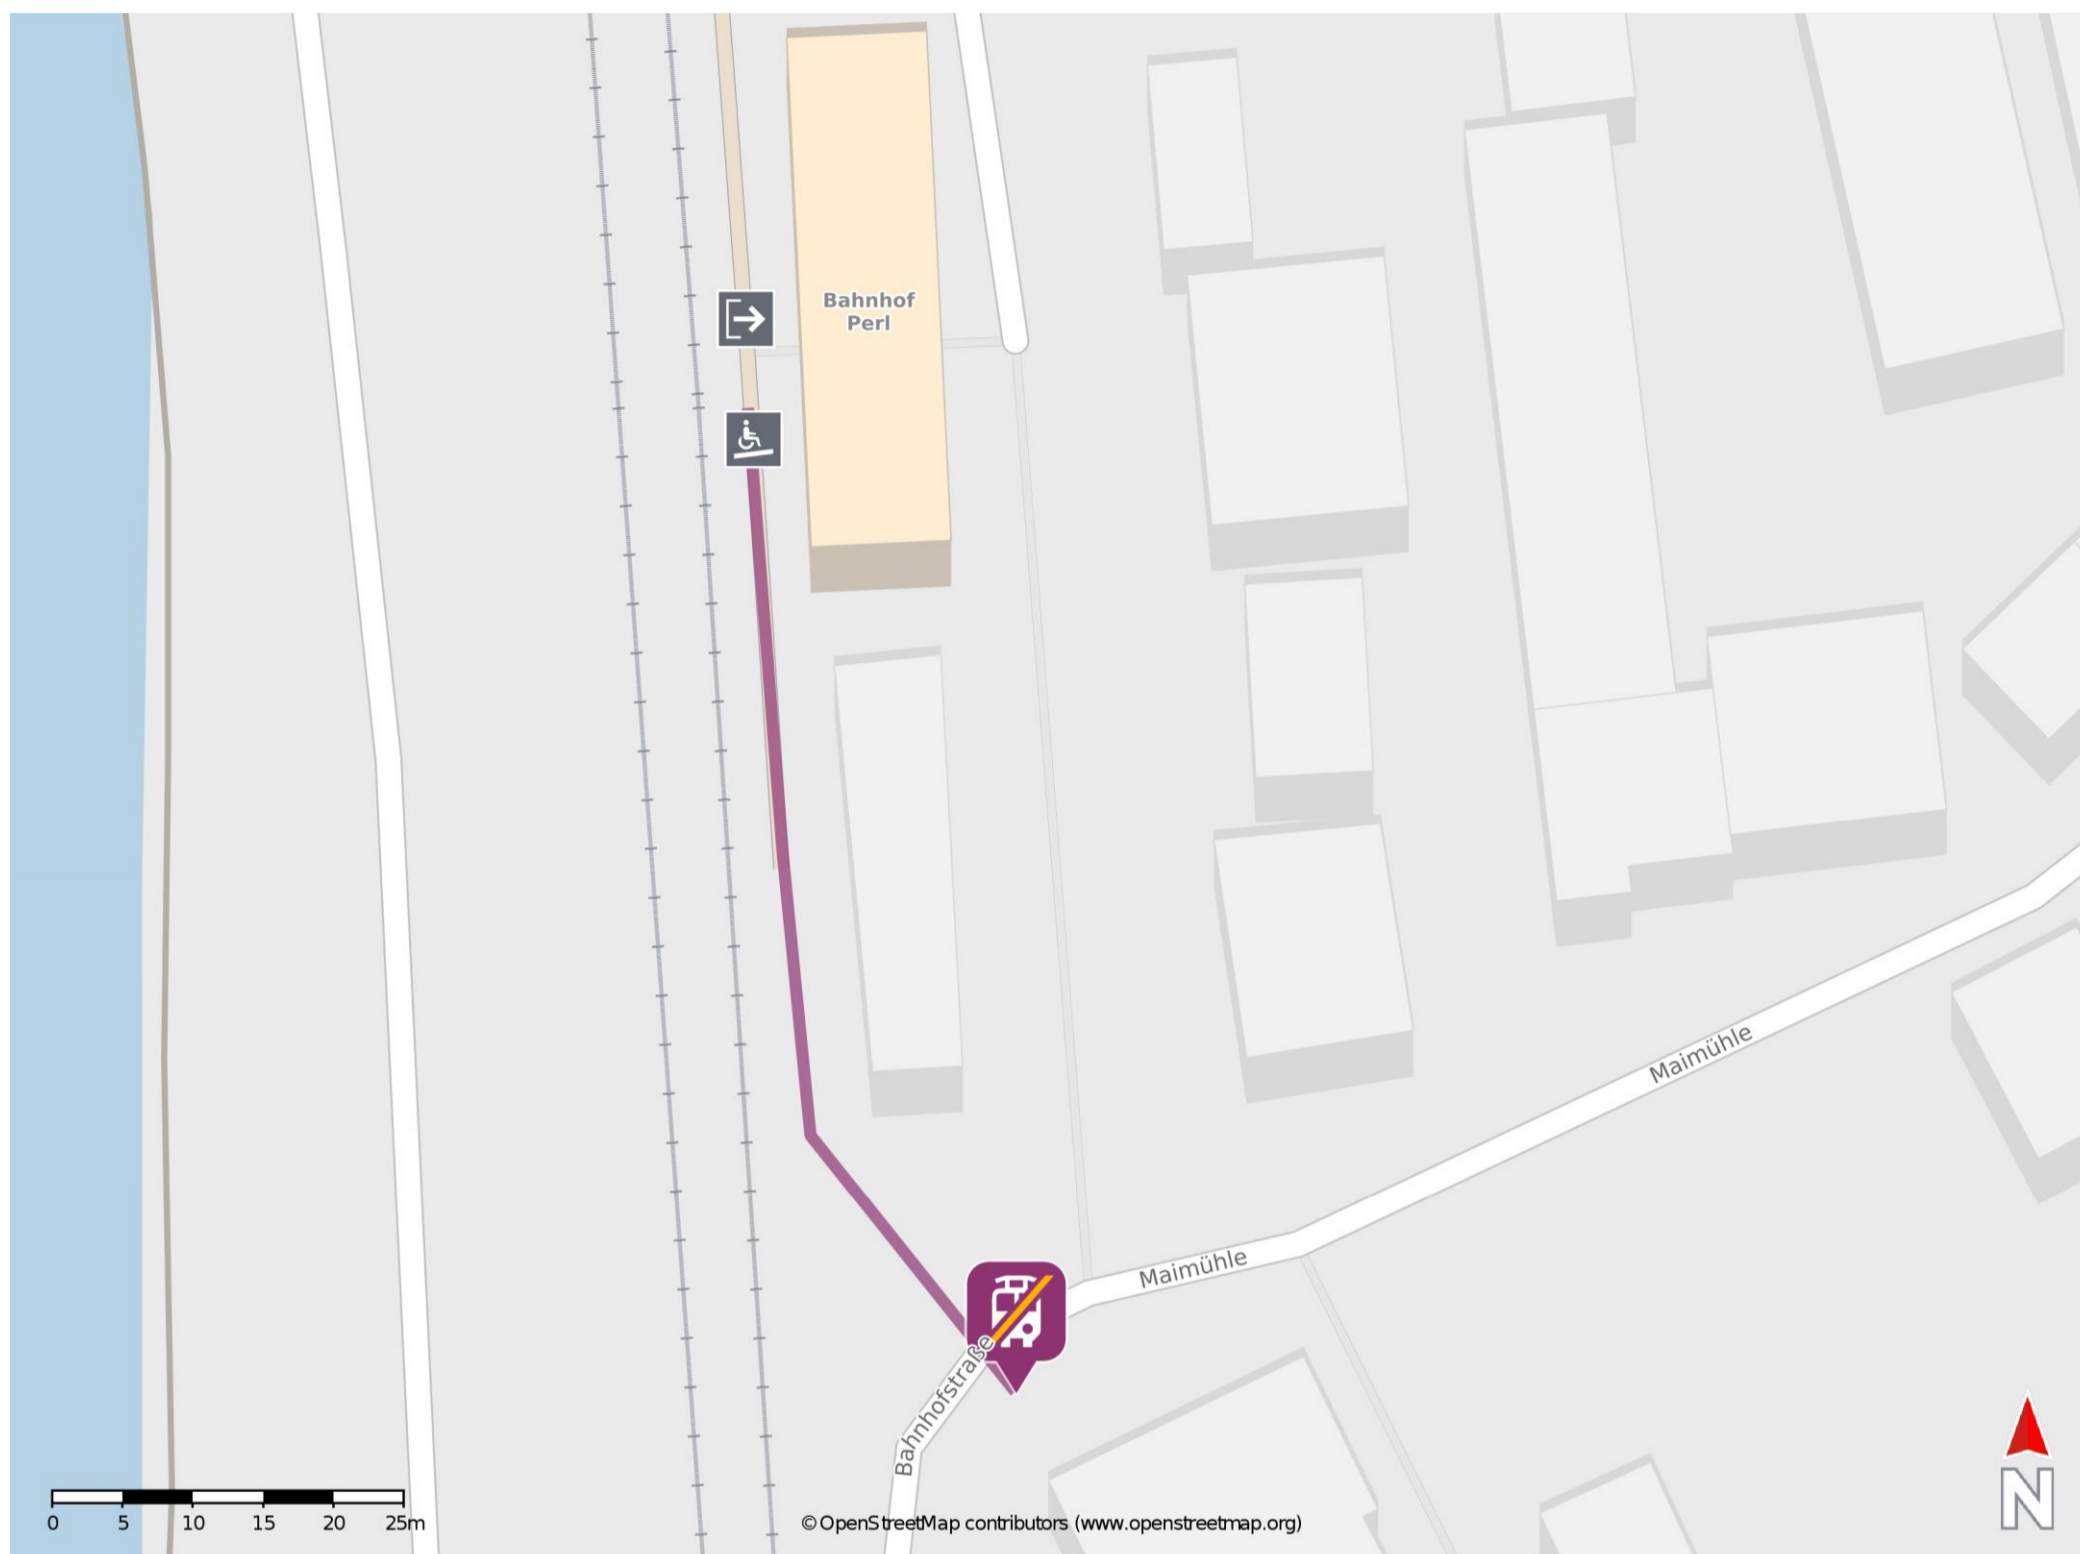 Bahnhof
Perl
Maimühle
Maimühle
Bahnhofstraße
0 5 10 15 20 25m
©OpenStreetMap contributors (www.openstreetmap.org)
N